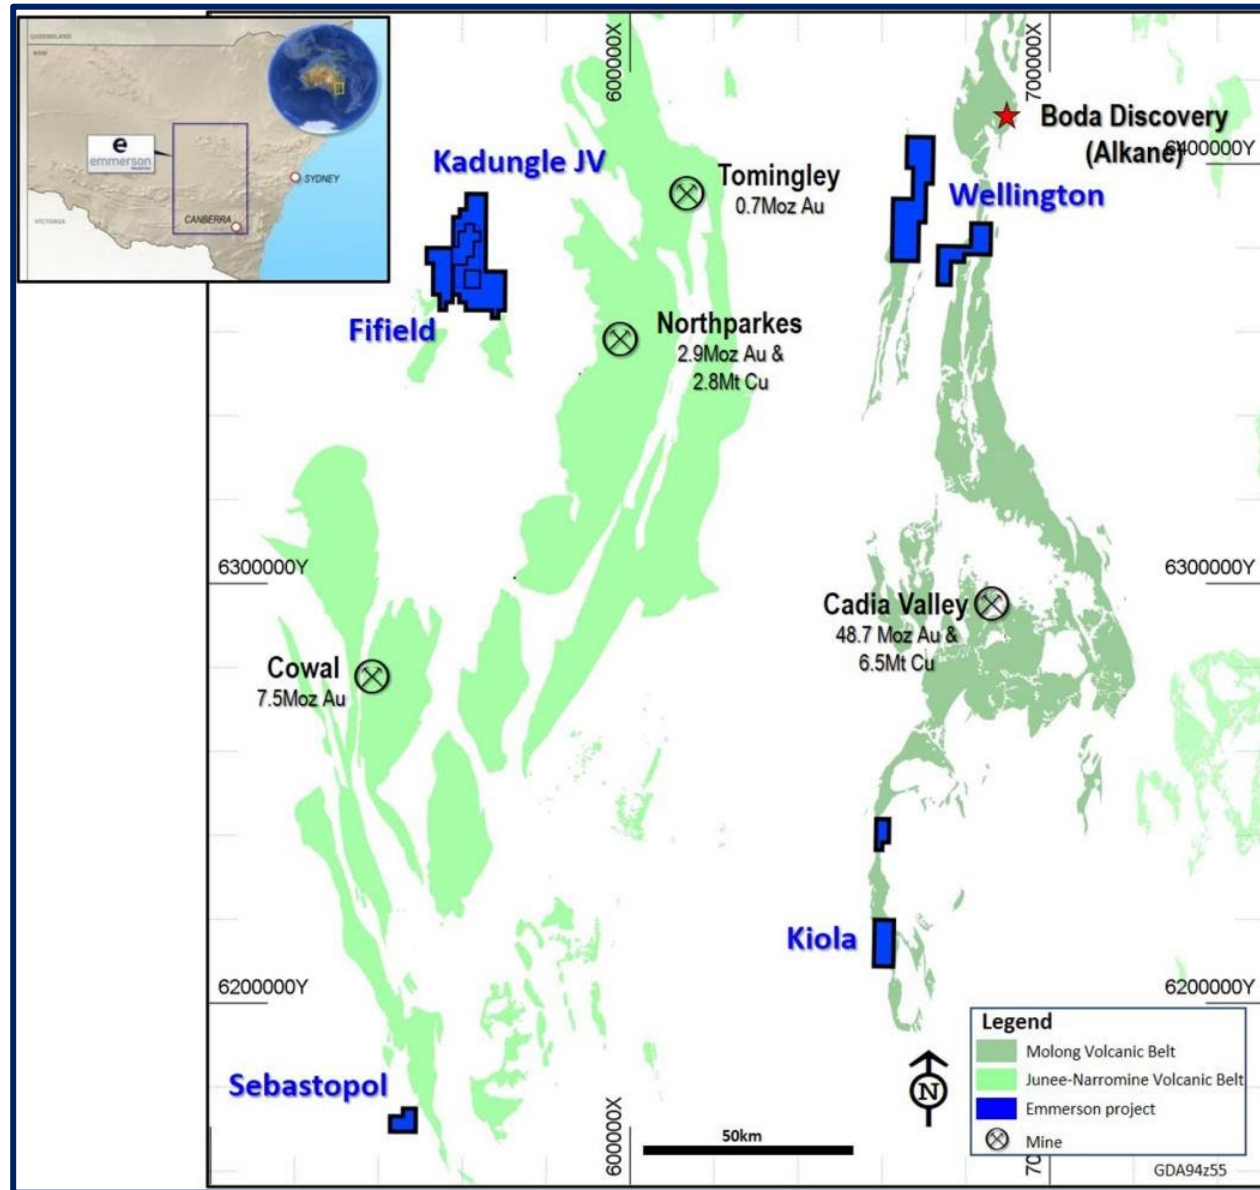 QUEENSLAND
NSW
e
emmerson
SYDNEY
CANBERRA
VICTORIA
600000X
700000X
Boda Discovery
(Alkane)
6400000Y
Kadungle JV
Tomingley
0.7Moz Au
Wellington
Fifield
Northparkes
2.9Moz Au &
2.8Mt Cu
6300000Y
6300000Y
Cadia Valley
48.7 Moz Au &
6.5Mt Cu
Cowal
7.5Moz Au
Kiola
6200000Y
6200000Y
Legend
Molong Volcanic Belt
Junee-Narromine Volcanic Belt
Emmerson project
Mine
N
Sebastopol
600000X
50km
70
GDA94z55